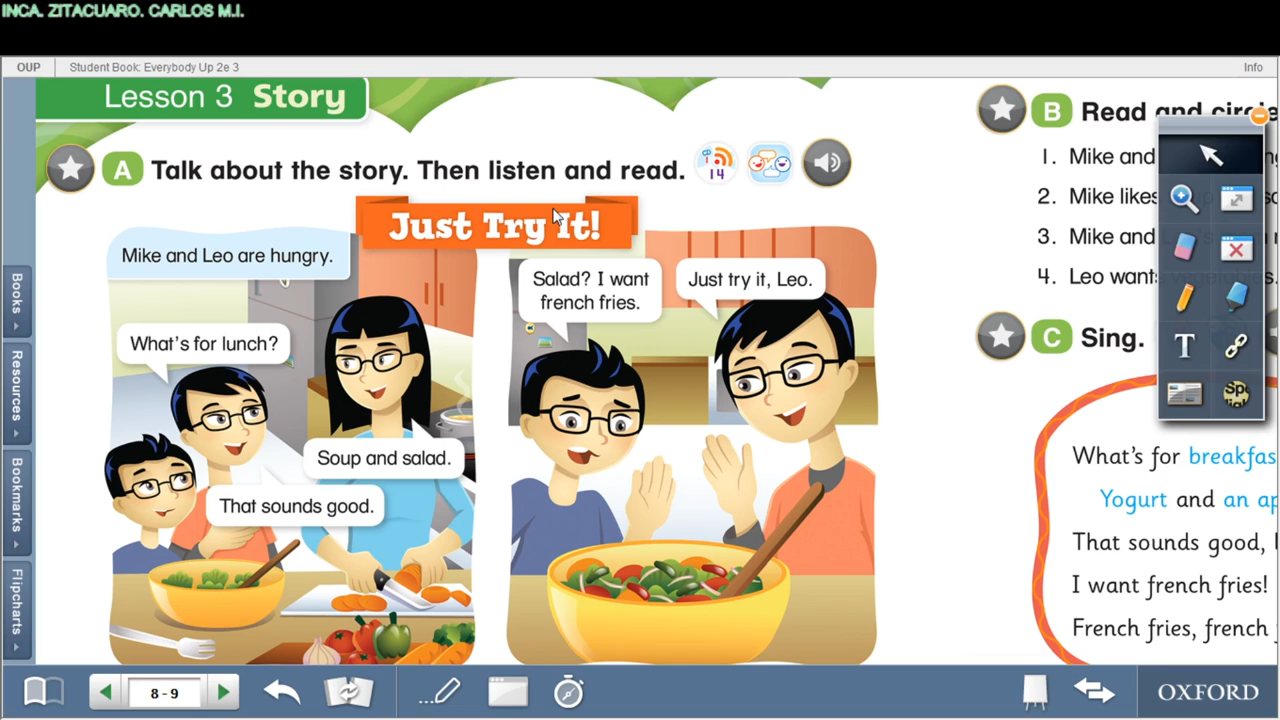 INCA. ZITACUARO. CARLOS M.I.
OUP
Student Book: Everybody Up 2e 3
Info
Lesson 3 Story
A Talk about the story. Then listen and read.
CD 1
14
Just Try It!
Mike and Leo are hungry.
What's for lunch?
Soup and salad.
That sounds good.
Salad? I want
french fries.
Just try it, Leo.
B Read and circle
1. Mike and
2. Mike likes
3. Mike and
4. Leo wants vegetables.
C Sing.
What's for breakfas
Yogurt and an ap
That sounds good,
I want french fries!
French fries, french
T
Books
Resources
Bookmarks
Flipcharts
8 - 9
OXFORD